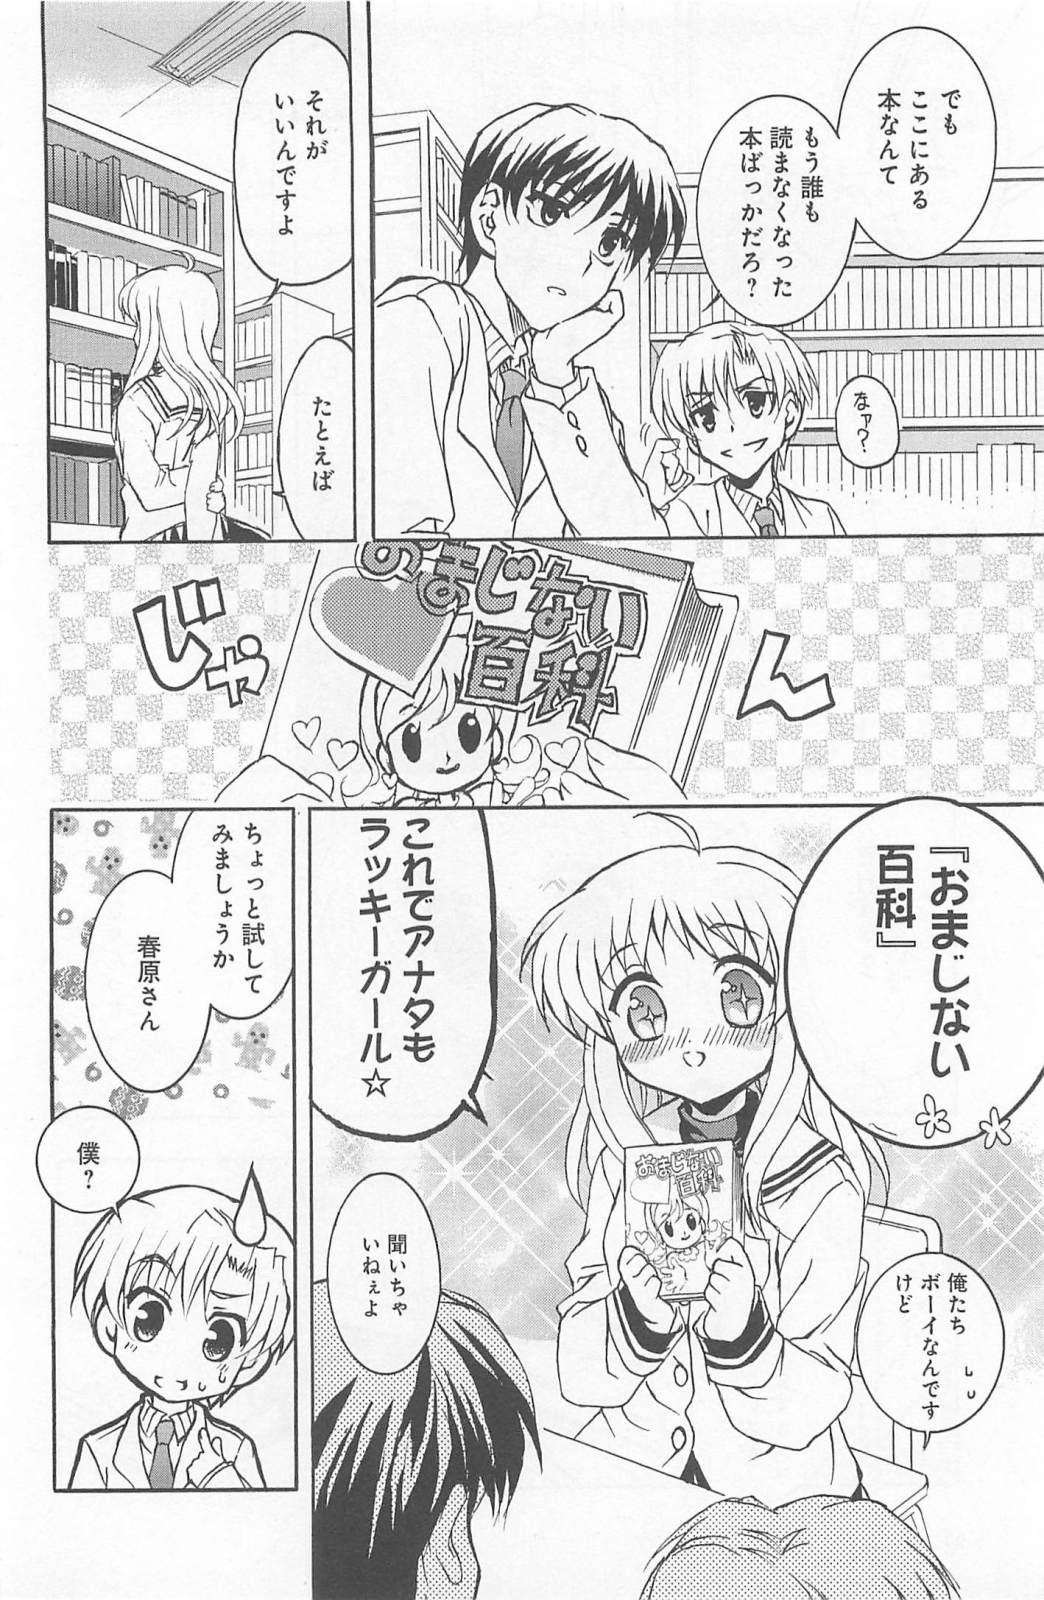 でも
ここにある
本なんて
もう誰も
読まなくなった
本ばっかだろ?
なァ?
それが
いいんですよ
たとえば
じゃ
ん
おまじない
百科
『おまじない
百科』
これでアナタも
ラッキーガール☆
おまじない
百科
俺たち
ボーイなんです
けど
聞いちゃ
いねぇよ
ちょっと試して
みましょうか
春原さん
僕?